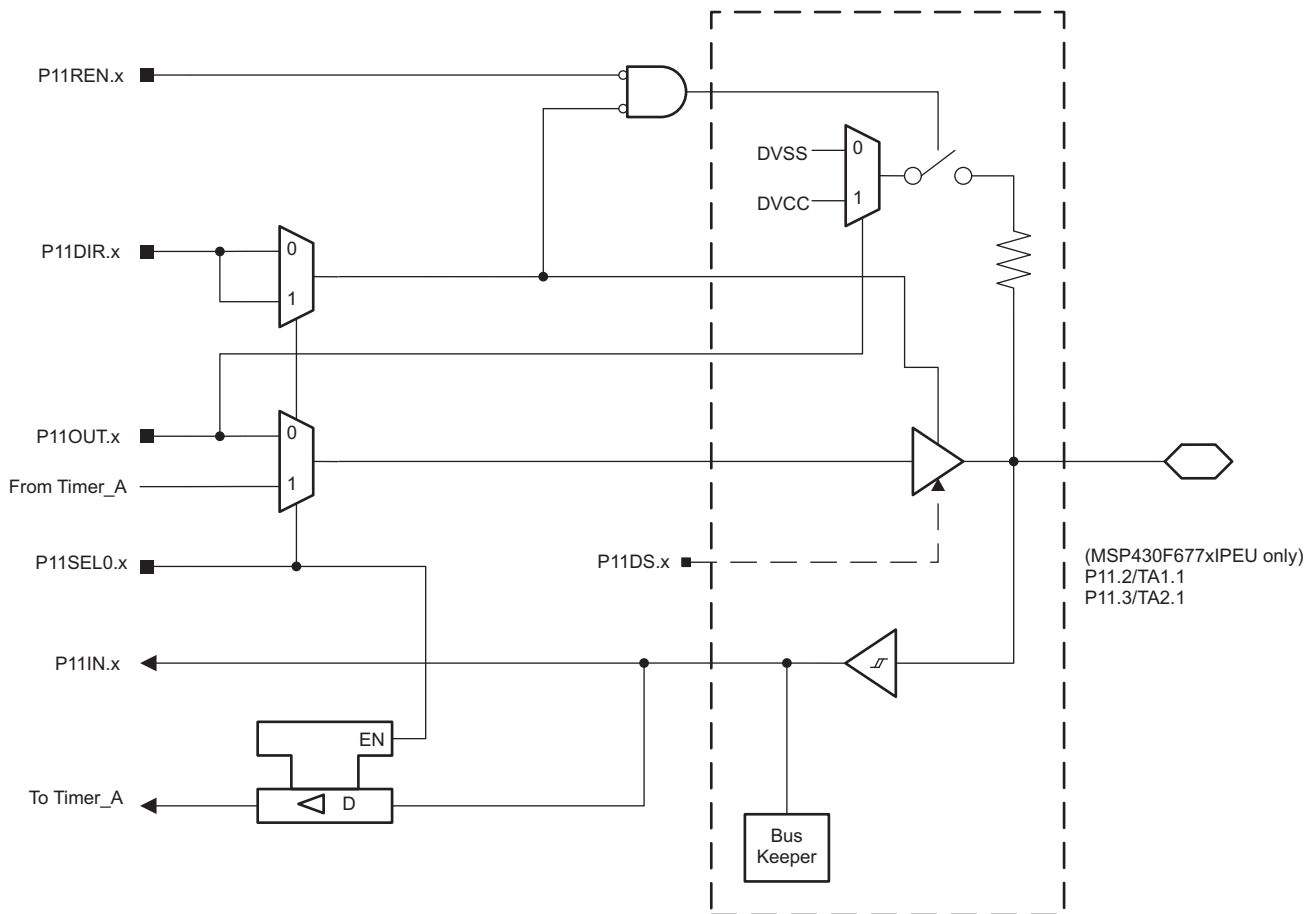 P11REN.x
DVSS
0
DVCC
1
P11DIR.x
0
1
P11OUT.x
0
From Timer_A
1
P11SEL0.x
P11DS.x
(MSP430F677xIPEU only)
P11.2/TA1.1
P11.3/TA2.1
P11IN.x
EN
To Timer_A
D
Bus
Keeper